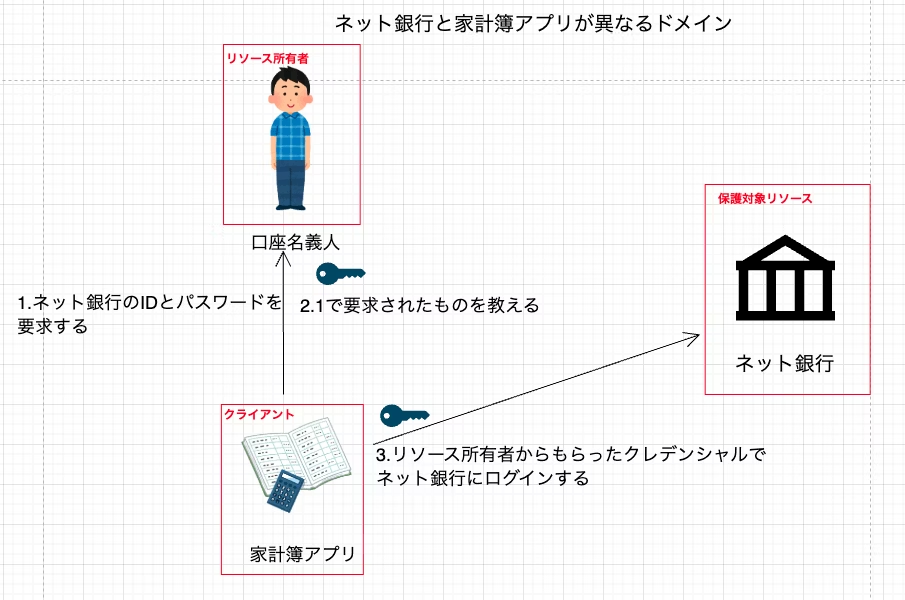 ネット銀行と家計簿アプリが異なるドメイン
リソース所有者
口座名義人
1.ネット銀行のIDとパスワードを
要求する
2.1で要求されたものを教える
保護対象リソース
ネット銀行
クライアント
家計簿アプリ
3.リソース所有者からもらったクレデンシャルで
ネット銀行にログインする